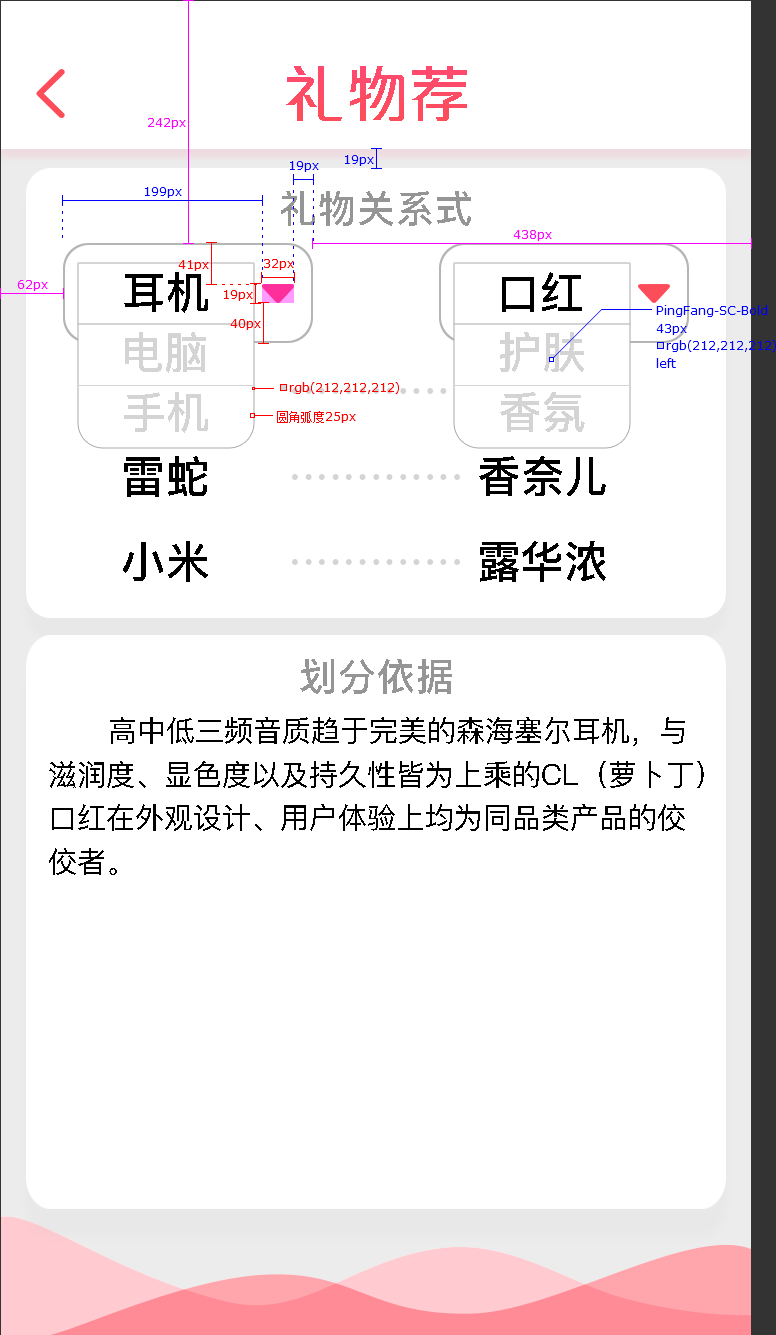 礼物荐
242px
19px
19px
199px
礼物关系式
438px
41px
32px
62px
19px
耳机
口红
PingFang-SC-Bold
43px
rgb(212,212,212)
left
40px
电脑
护肤
rgb(212,212,212)
手机
圆角弧度25px
香氛
雷蛇
香奈儿
小米
露华浓
划分依据
高中低三频音质趋于完美的森海塞尔耳机，与
滋润度、显色度以及持久性皆为上乘的CL（萝卜丁）
口红在外观设计、用户体验上均为同品类产品的佼
佼者。